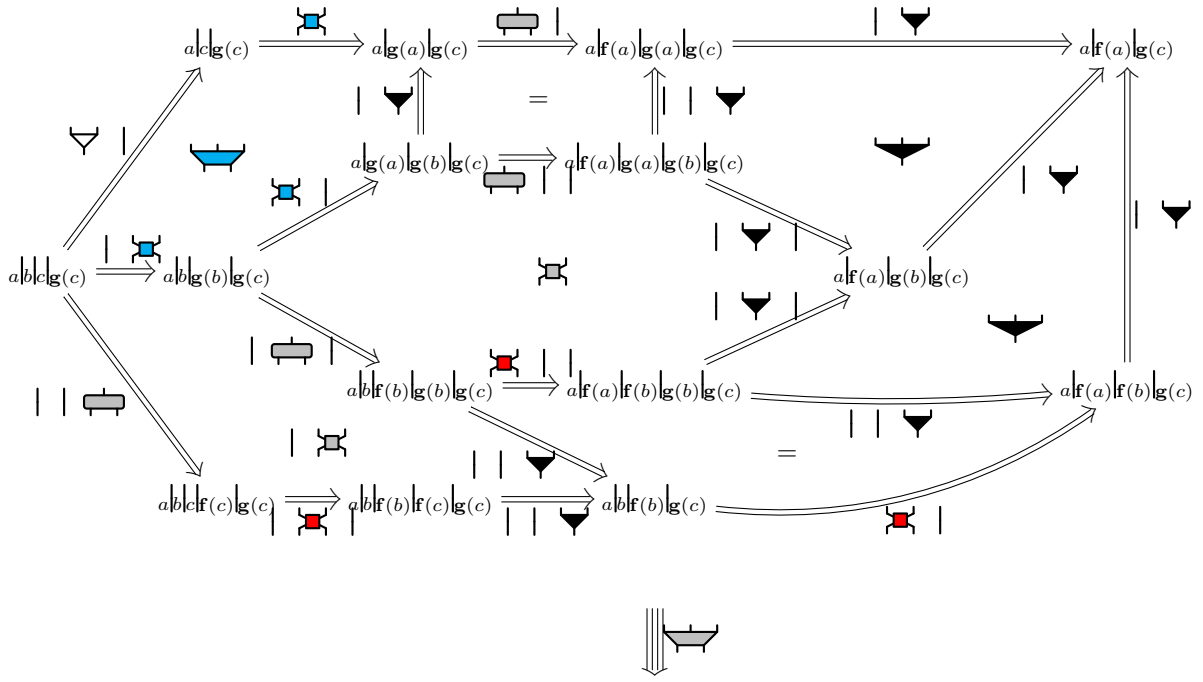 a|c|g(c) a|g(a)|g(c) a|f(a)|g(a)|g(c) a|f(a)|g(c)
=
a|g(a)|g(b)|g(c) a|f(a)|g(a)|g(b)|g(c)
a|b|c|g(c) a|b|g(b)|g(c) a|f(a)|g(b)|g(c)
a|b|f(b)|g(b)|g(c) a|f(a)|f(b)|g(b)|g(c) a|f(a)|f(b)|g(c)
=
a|b|c|f(c)|g(c) a|b|f(b)|f(c)|g(c) a|b|f(b)|g(c)